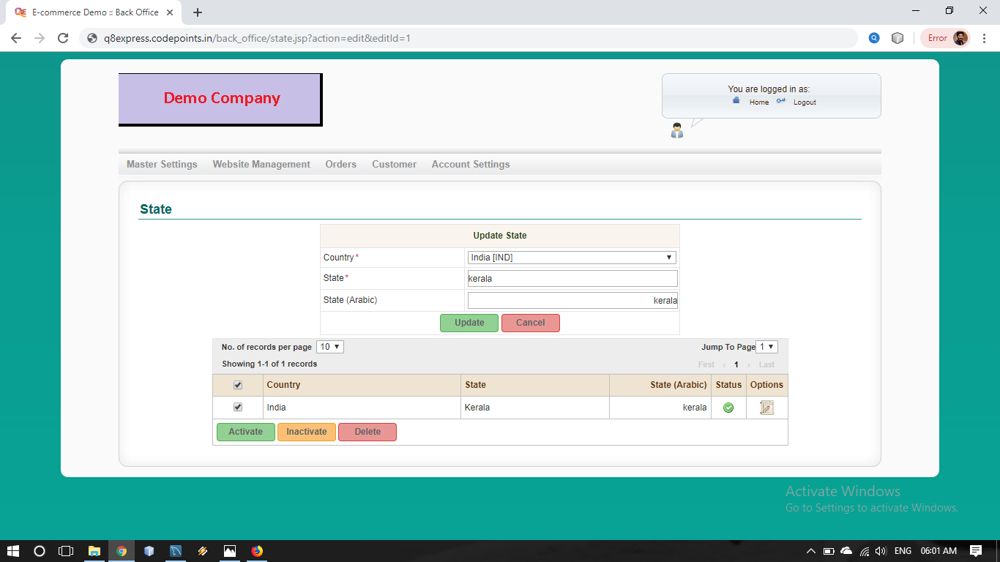 E-commerce Demo :: Back Office
q8express.codepoints.in/back_office/state.jsp?action=edit&editId=1
Error
Demo Company
You are logged in as:
Home Logout
Master Settings Website Management Orders Customer Account Settings
State
Update State
Country* India [IND]
State* kerala
State (Arabic) kerala
Update Cancel
No. of records per page 10 Jump To Page 1
Showing 1-1 of 1 records First ‹ 1 › Last
Country State State (Arabic) Status Options
India Kerala kerala
Activate Inactivate Delete
Activate Windows
Go to Settings to activate Windows.
ENG 06:01 AM